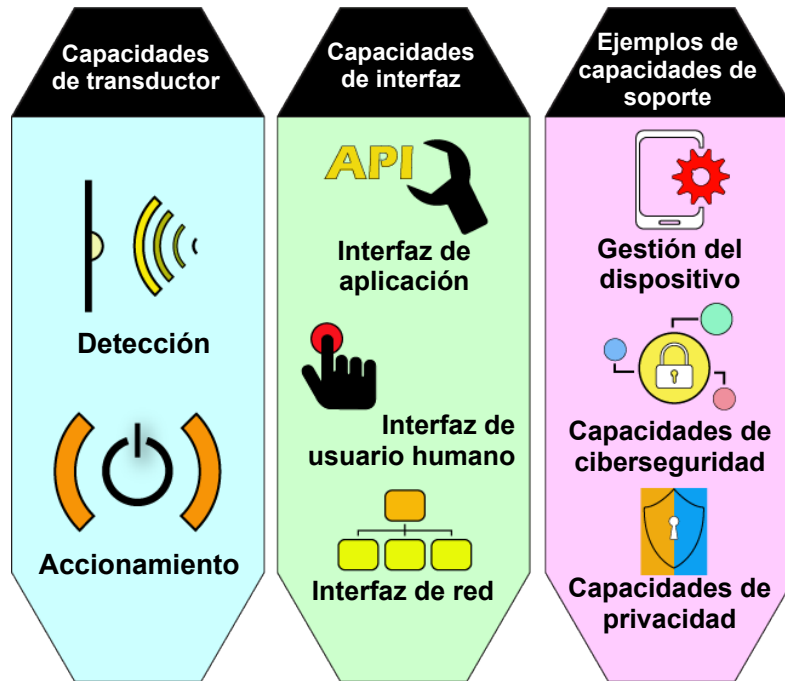 Capacidades
de transductor
Detección
Accionamiento
Capacidades
de interfaz
API
Interfaz de
aplicación
Interfaz de
usuario humano
Interfaz de red
Ejemplos de
capacidades de
soporte
Gestión del
dispositivo
Capacidades de
ciberseguridad
Capacidades de
privacidad